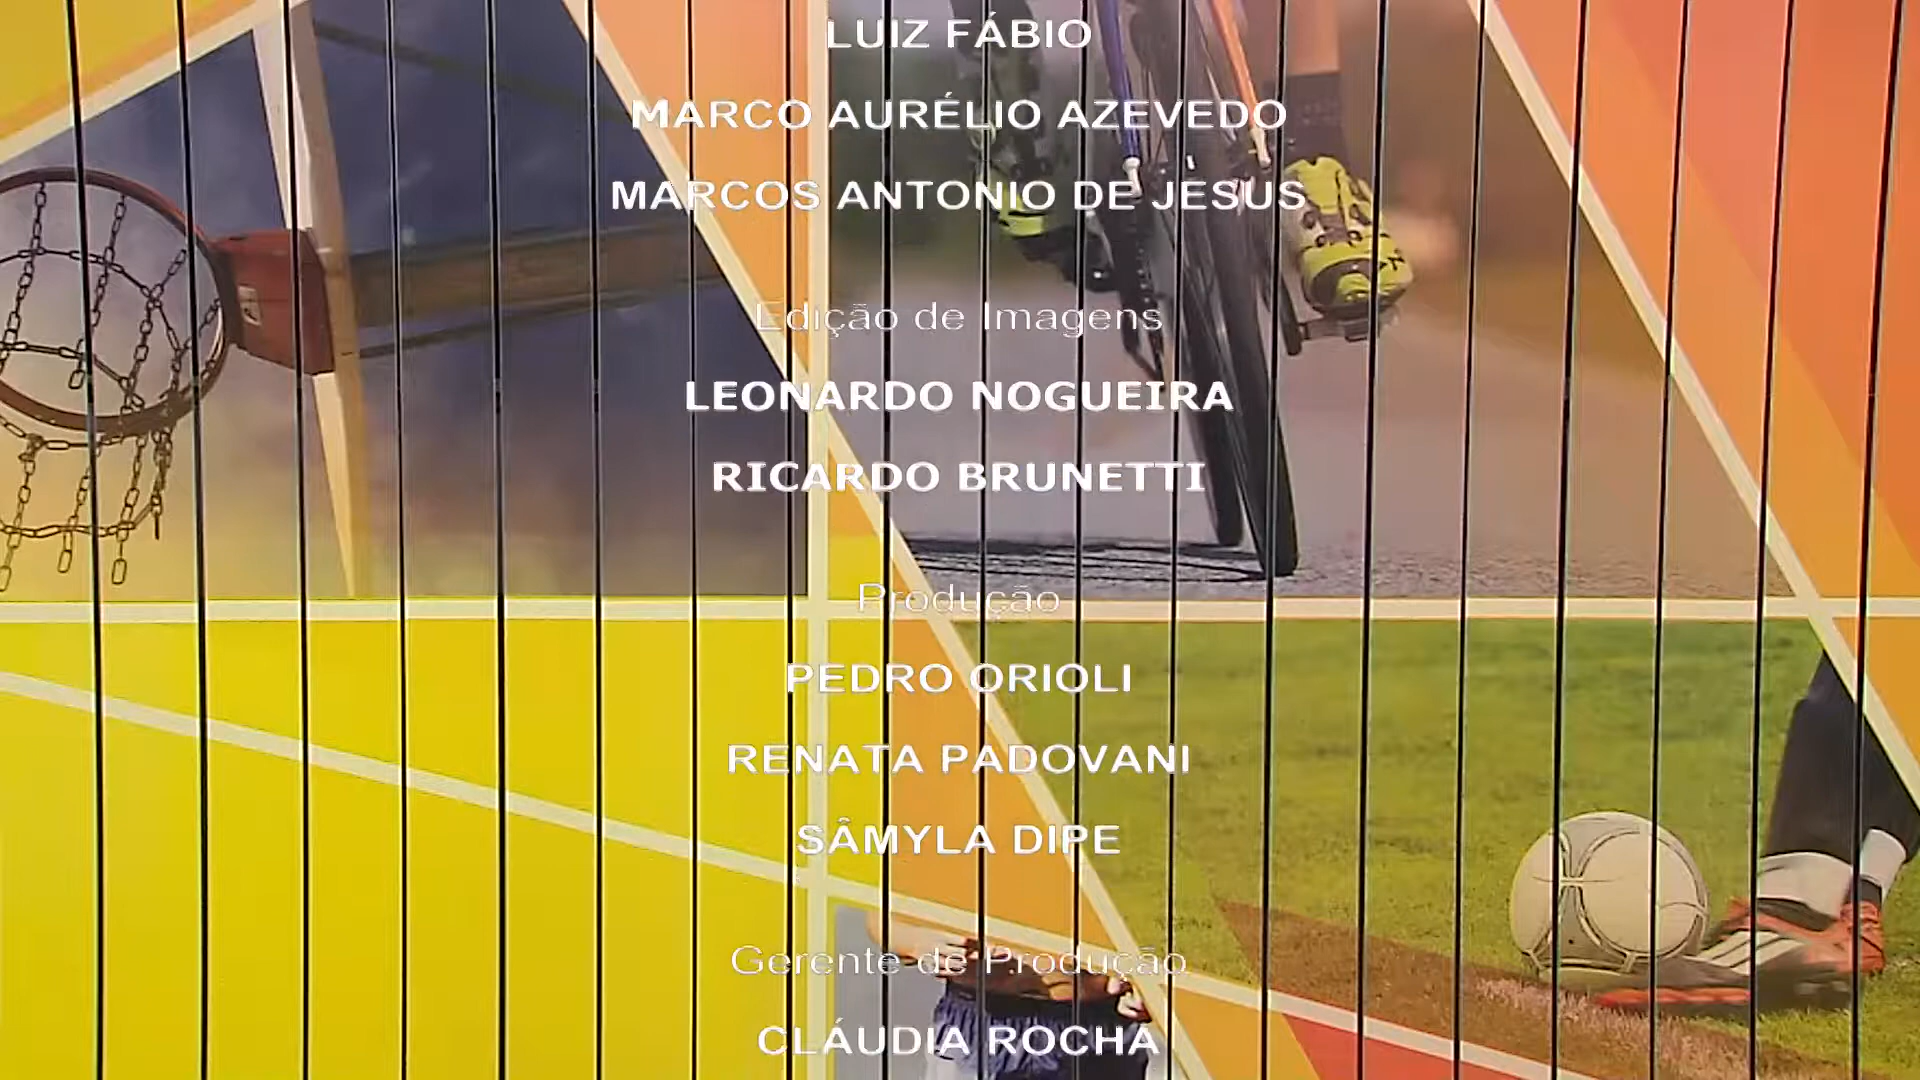 LUIZ FÁBIO
MARCO AURÉLIO AZEVEDO
MARCOS ANTONIO DE JESUS
Edição de Imagens
LEONARDO NOGUEIRA
RICARDO BRUNETTI
Produção
PEDRO ORIOLI
RENATA PADOVANI
SÂMYLA DIPE
Gerente de Produção
CLÁUDIA ROCHA